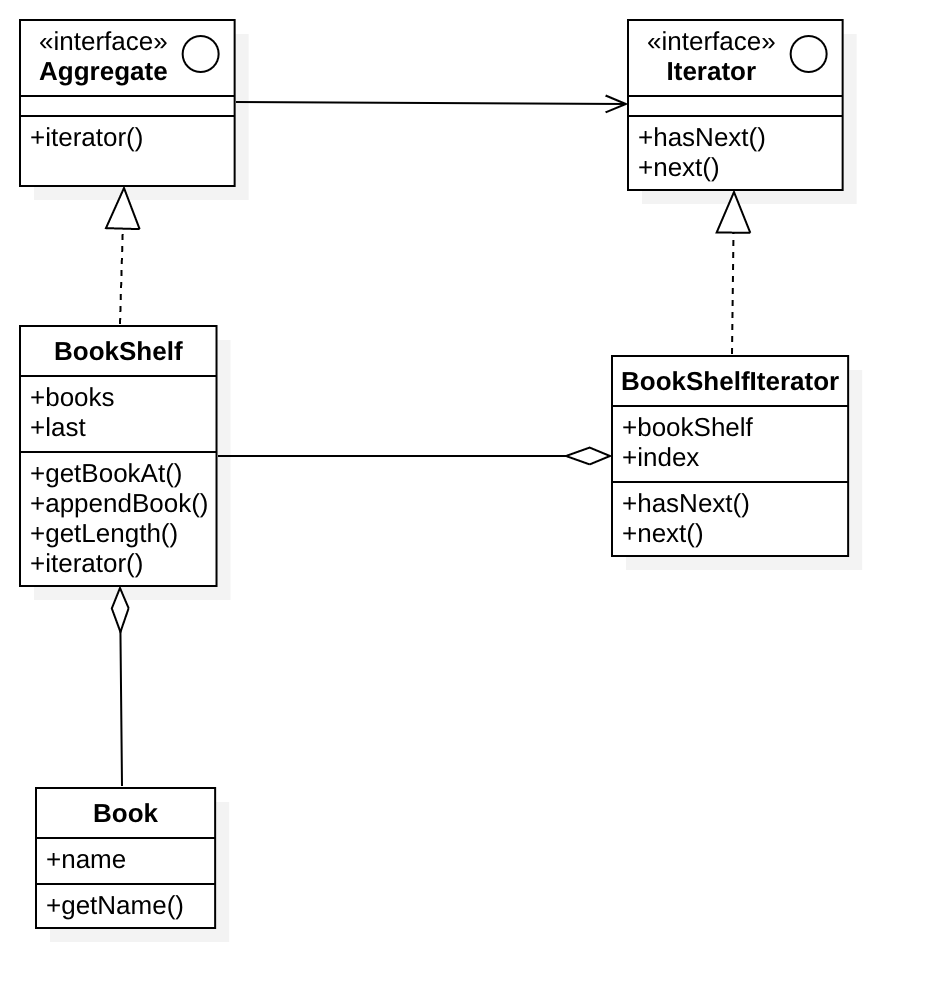 «interface»
Aggregate
+iterator()
«interface»
Iterator
+hasNext()
+next()
BookShelf
+books
+last
+getBookAt()
+appendBook()
+getLength()
+iterator()
BookShelfIterator
+bookShelf
+index
+hasNext()
+next()
Book
+name
+getName()